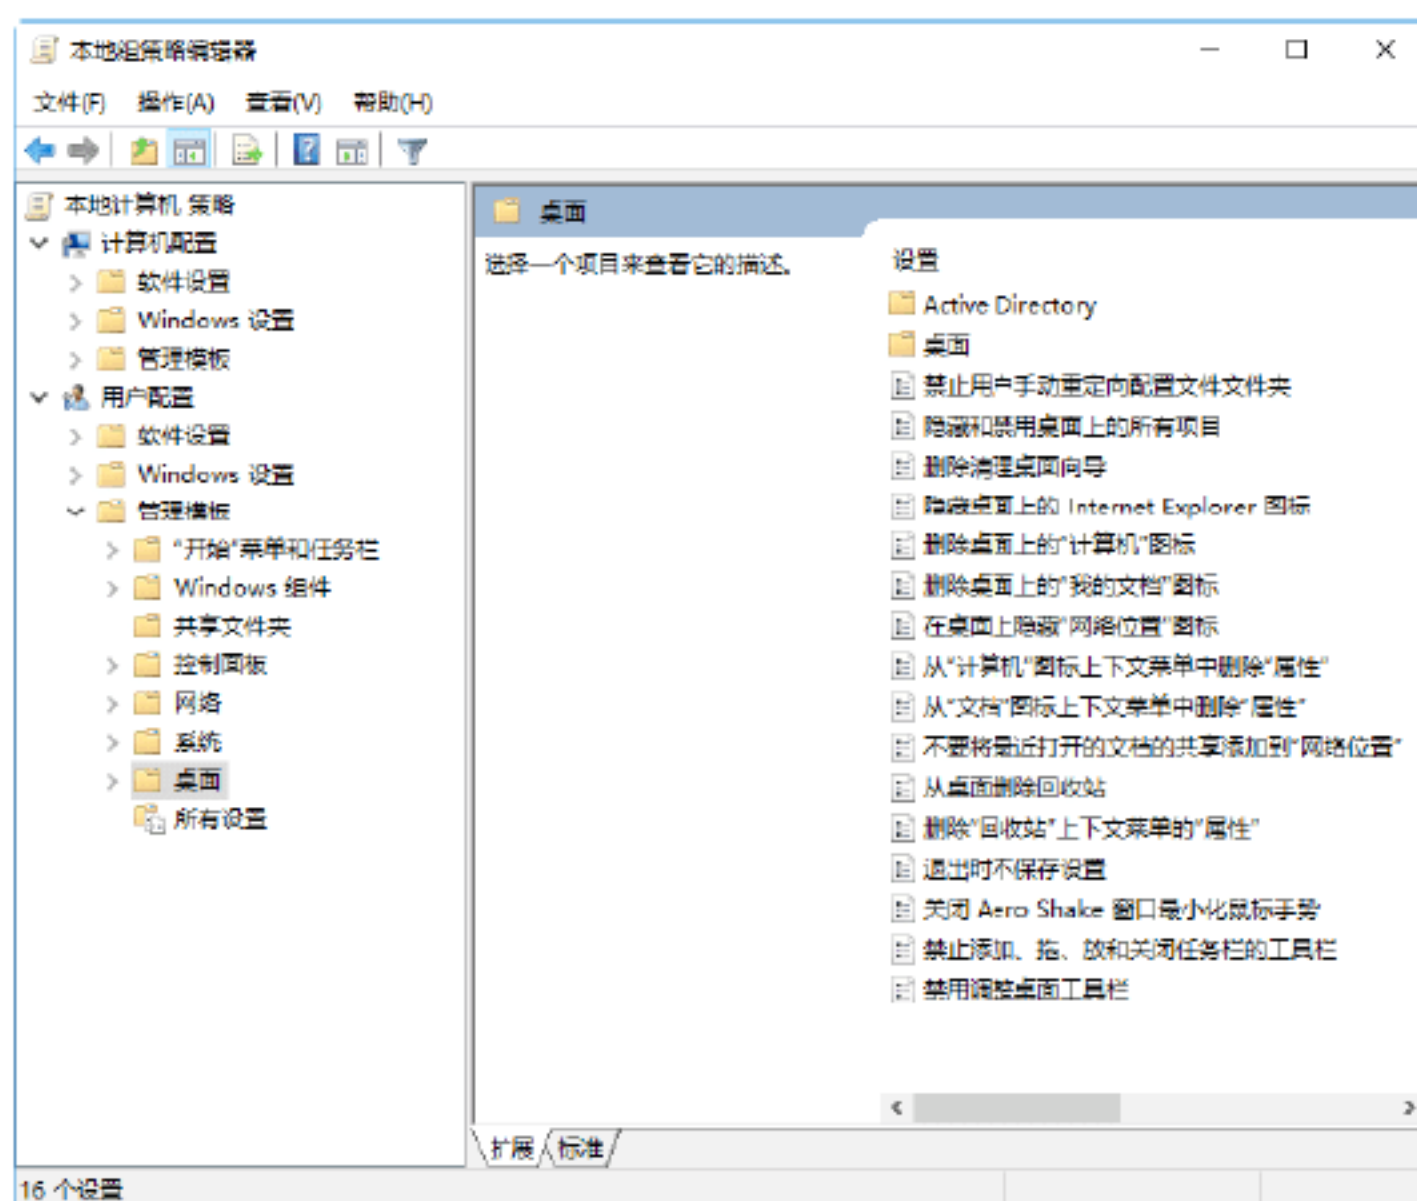 本地组策略编辑器
文件(F) 操作(A) 查看(V) 帮助(H)
本地计算机 策略
计算机配置
软件设置
Windows 设置
管理模板
用户配置
软件设置
Windows 设置
管理模板
"开始"菜单和任务栏
Windows 组件
共享文件夹
控制面板
网络
系统
桌面
所有设置
桌面
选择一个项目来查看它的描述。
设置
Active Directory
桌面
禁止用户手动重定向配置文件文件夹
隐藏和禁用桌面上的所有项目
删除清理桌面向导
隐藏桌面上的 Internet Explorer 图标
删除桌面上的"计算机"图标
删除桌面上的"我的文档"图标
在桌面上隐藏"网络位置"图标
从"计算机"图标上下文菜单中删除"属性"
从"文档"图标上下文菜单中删除"属性"
不要将最近打开的文档的共享添加到"网络位置"
从桌面删除回收站
删除"回收站"上下文菜单的"属性"
退出时不保存设置
关闭 Aero Shake 窗口最小化鼠标手势
禁止添加、拖、放和关闭任务栏的工具栏
禁用调整桌面工具栏
扩展 标准
16 个设置